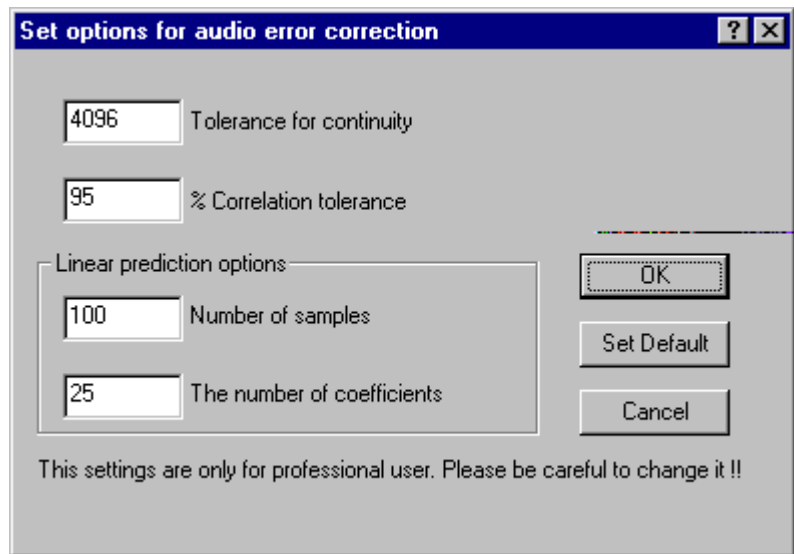 Set options for audio error correction
4096 Tolerance for continuity
95 % Correlation tolerance
Linear prediction options
100 Number of samples
25 The number of coefficients
OK
Set Default
Cancel
This settings are only for professional user. Please be careful to change it !!